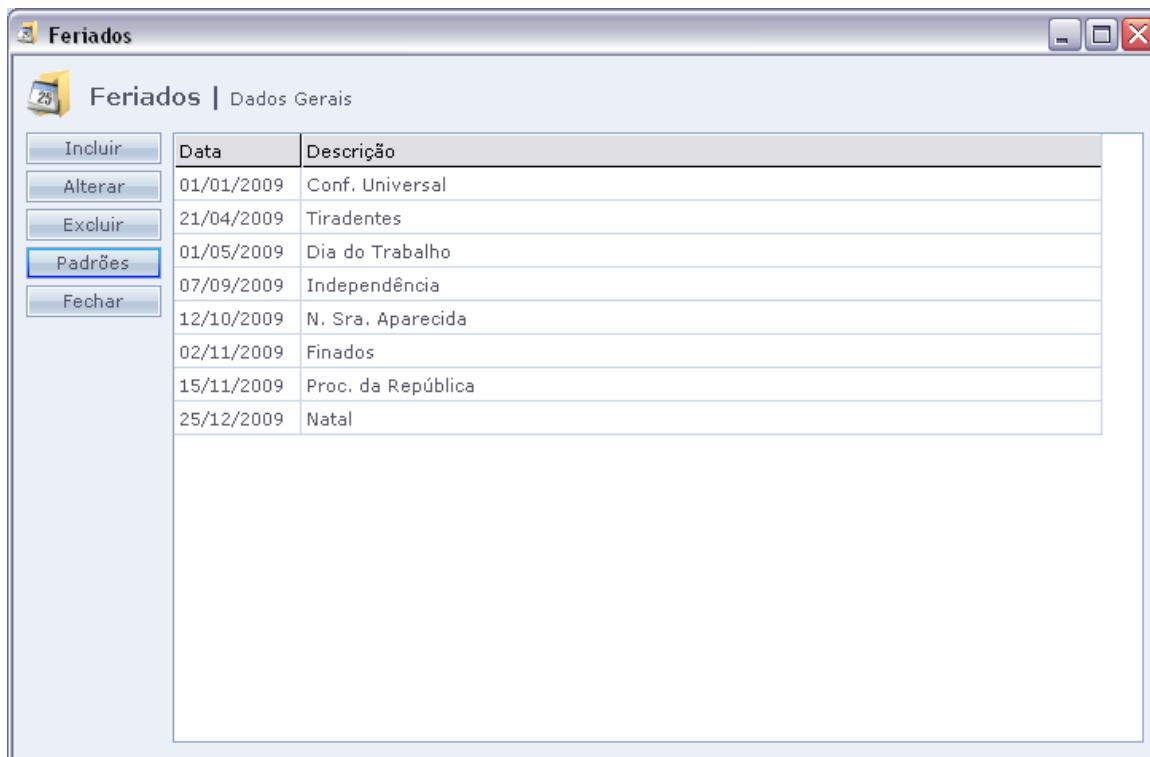 Feriados
25
Feriados | Dados Gerais
Incluir
Alterar
Excluir
Padrões
Fechar
Data Descrição
01/01/2009 Conf. Universal
21/04/2009 Tiradentes
01/05/2009 Dia do Trabalho
07/09/2009 Independência
12/10/2009 N. Sra. Aparecida
02/11/2009 Finados
15/11/2009 Proc. da República
25/12/2009 Natal